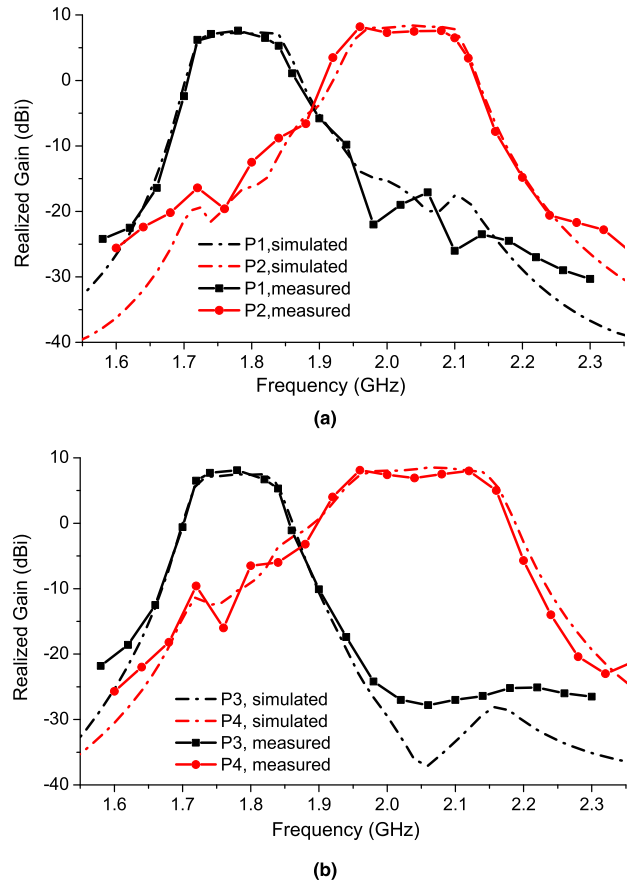 10
0
-10
-20
-30
-40
Realized Gain (dBi)
P1,simulated
P2,simulated
P1,measured
P2,measured
1.6 1.7 1.8 1.9 2.0 2.1 2.2 2.3
Frequency (GHz)
(a)
10
0
-10
-20
-30
-40
Realized Gain (dBi)
P3, simulated
P4, simulated
P3, measured
P4, measured
1.6 1.7 1.8 1.9 2.0 2.1 2.2 2.3
Frequency (GHz)
(b)